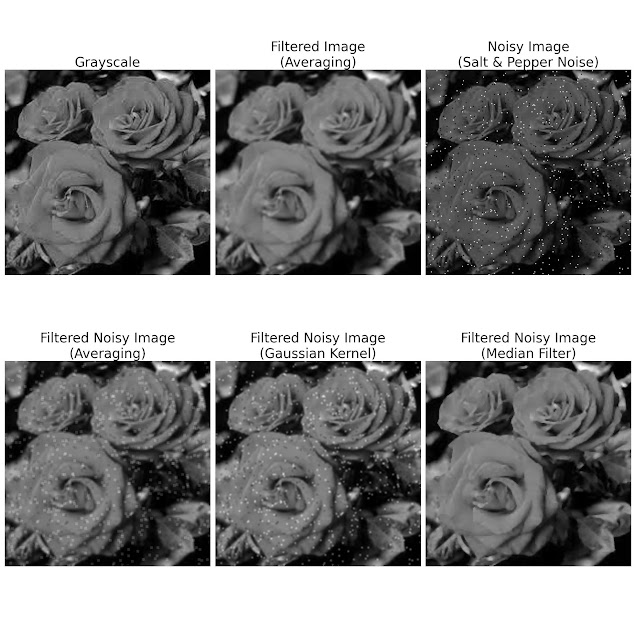 Grayscale
Filtered Image
(Averaging)
Noisy Image
(Salt & Pepper Noise)
Filtered Noisy Image
(Averaging)
Filtered Noisy Image
(Gaussian Kernel)
Filtered Noisy Image
(Median Filter)